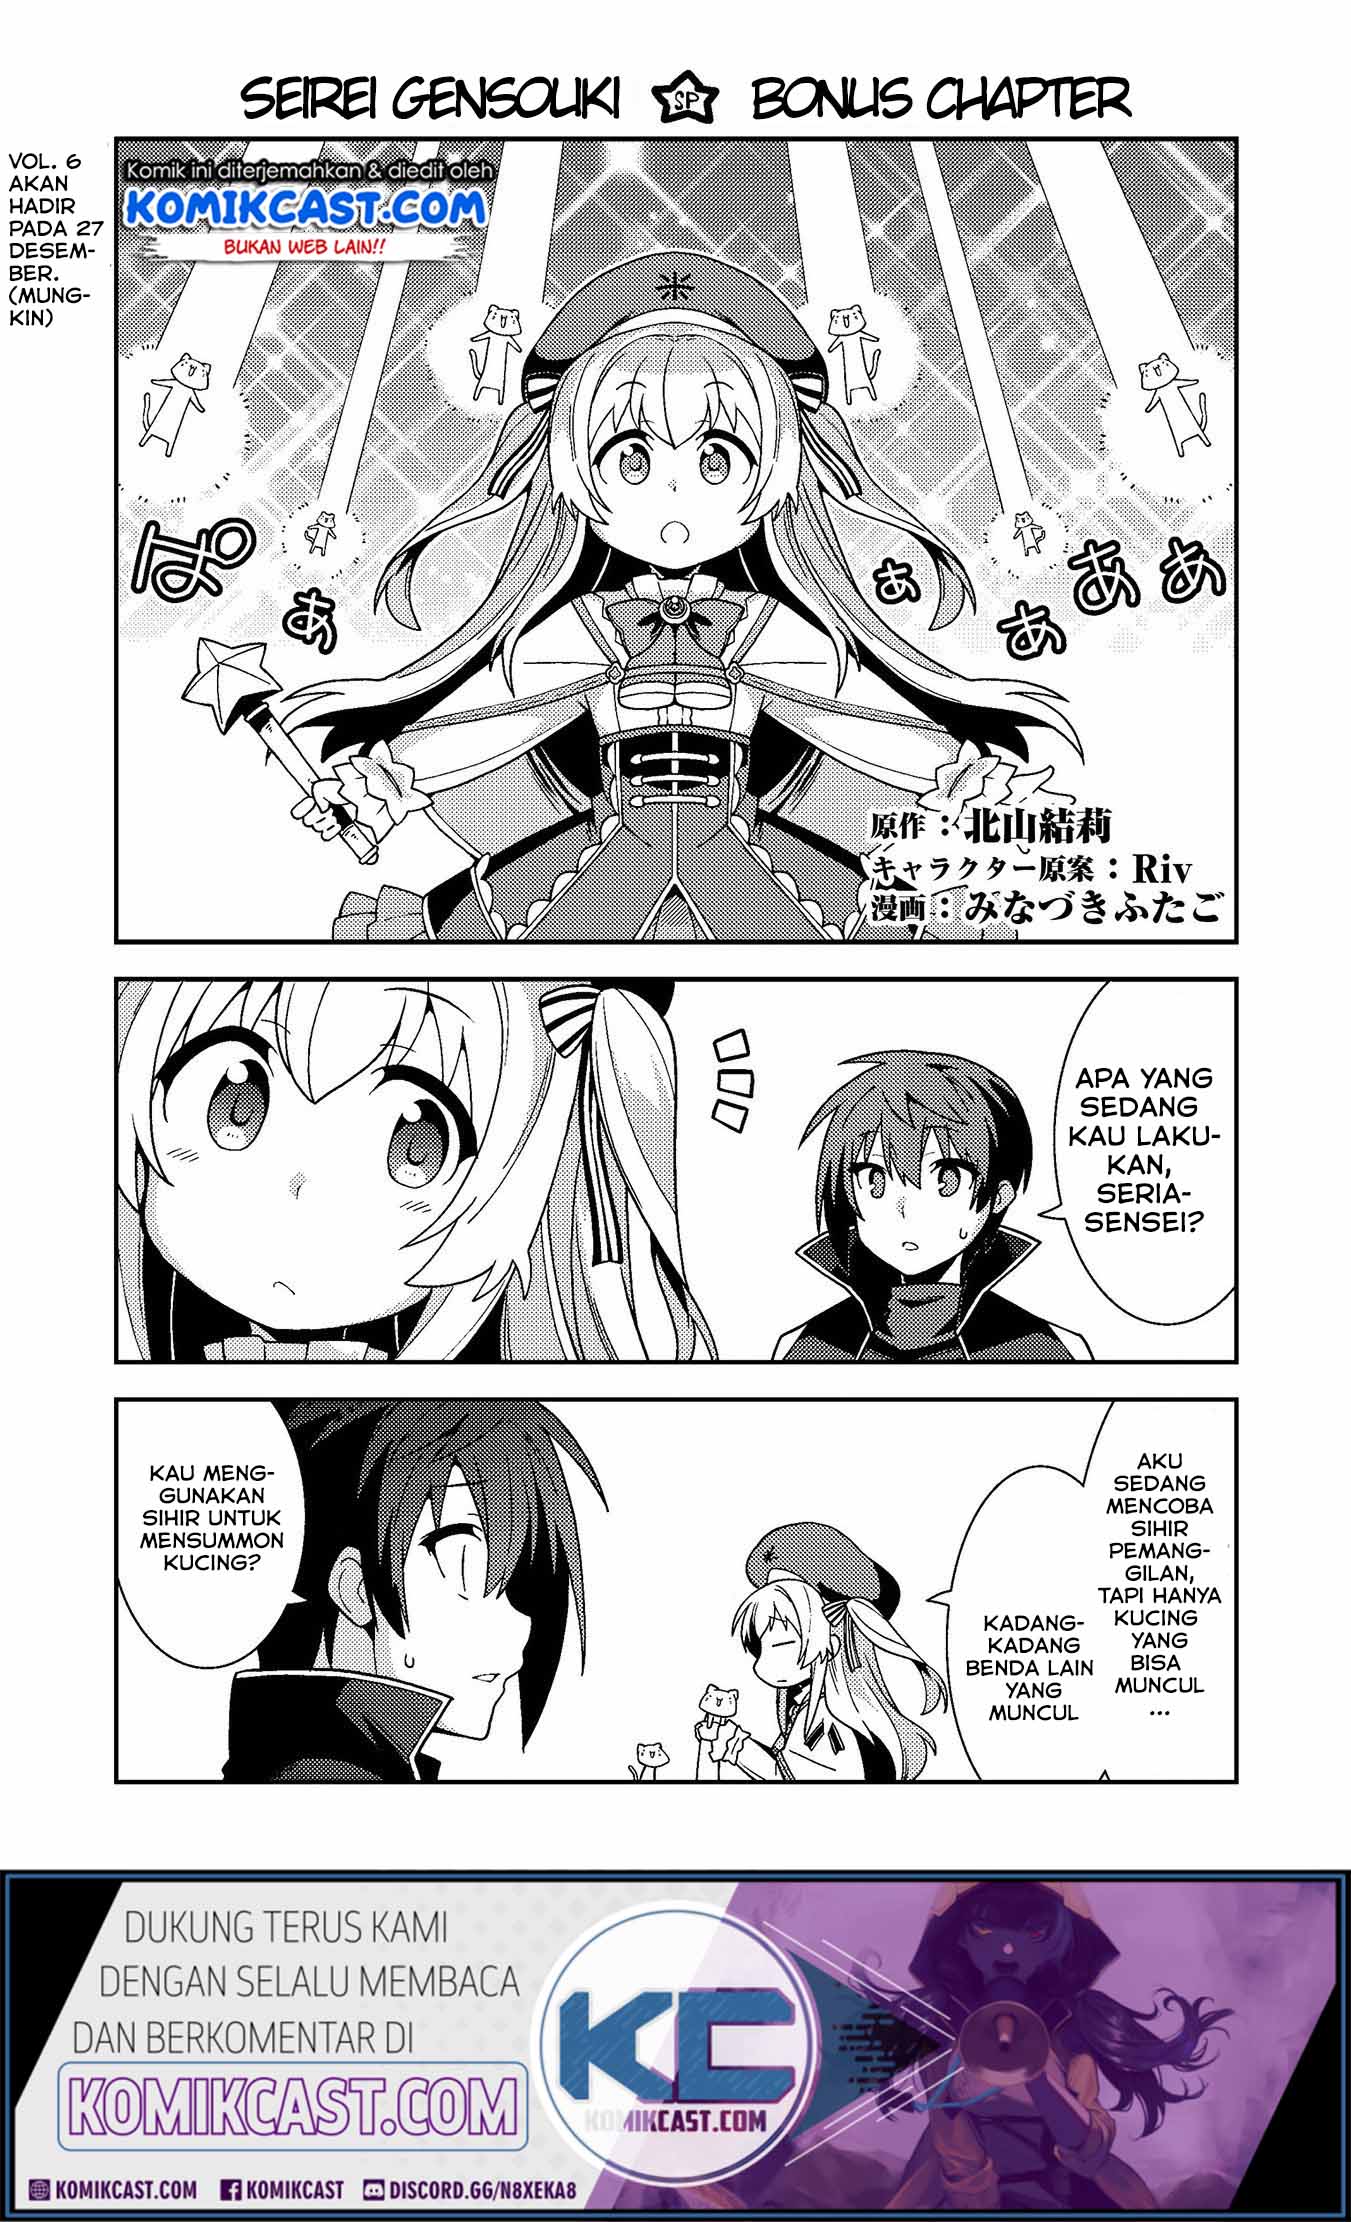 SEIREI GENSOUKI SP BONUS CHAPTER
VOL. 6
AKAN
HADIR
PADA 27
DESEM-
BER.
(MUNG-
KIN)
Komik ini diterjemahkan & diedit oleh
KOMIKCAST.COM
BUKAN WEB LAIN!!
ぱ
ぁ
ぁ
あ
あ
あ
原作：北山結莉
キャラクター原案：Riv
漫画：みなづきふたご
APA YANG
SEDANG
KAU LAKU-
KAN,
SERIA-
SENSEI?
AKU
SEDANG
MENCOBA
SIHIR
PEMANG-
GILAN,
TAPI HANYA
KUCING
YANG
BISA
MUNCUL
...
KADANG-
KADANG
BENDA LAIN
YANG
MUNCUL
KAU MENG-
GUNAKAN
SIHIR UNTUK
MENSUMMON
KUCING?
DUKUNG TERUS KAMI
DENGAN SELALU MEMBACA
DAN BERKOMENTAR DI
KOMIKCAST.COM
KC
KOMIKCAST.COM
KOMIKCAST.COM KOMIKCAST DISCORD.GG/N8XEKA8